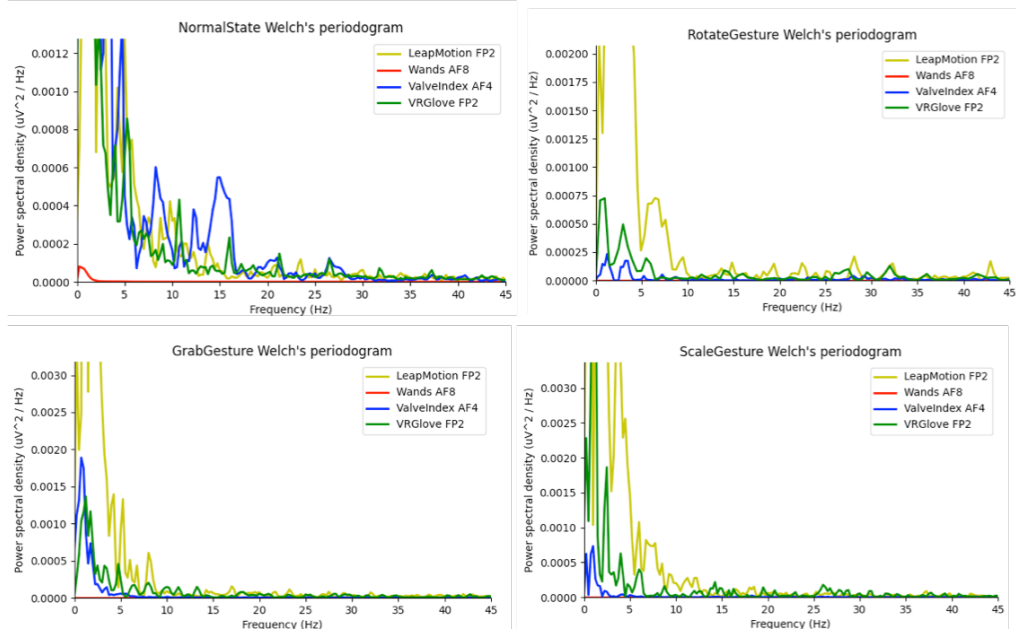 NormalState Welch's periodogram
LeapMotion FP2
Wands AF8
ValveIndex AF4
VRGlove FP2
Power spectral density (uV^2 / Hz)
0.0012
0.0010
0.0008
0.0006
0.0004
0.0002
0.0000
0 5 10 15 20 25 30 35 40 45
Frequency (Hz)
RotateGesture Welch's periodogram
LeapMotion FP2
Wands AF8
ValveIndex AF4
VRGlove FP2
Power spectral density (uV^2 / Hz)
0.00200
0.00175
0.00150
0.00125
0.00100
0.00075
0.00050
0.00025
0.00000
0 5 10 15 20 25 30 35 40 45
Frequency (Hz)
GrabGesture Welch's periodogram
LeapMotion FP2
Wands AF8
ValveIndex AF4
VRGlove FP2
Power spectral density (uV^2 / Hz)
0.0030
0.0025
0.0020
0.0015
0.0010
0.0005
0.0000
0 5 10 15 20 25 30 35 40 45
Frequency (Hz)
ScaleGesture Welch's periodogram
LeapMotion FP2
Wands AF8
ValveIndex AF4
VRGlove FP2
Power spectral density (uV^2 / Hz)
0.0030
0.0025
0.0020
0.0015
0.0010
0.0005
0.0000
0 5 10 15 20 25 30 35 40 45
Frequency (Hz)